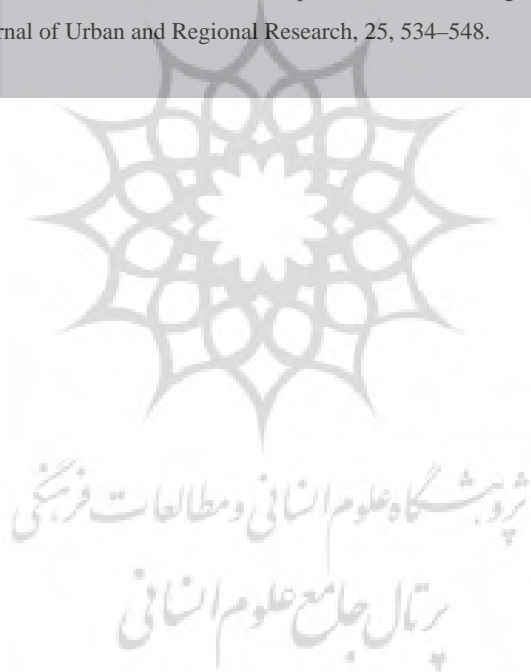 rnal of Urban and Regional Research, 25, 534–548.
پژوهشگاه علوم انسانی و مطالعات فرهنگی
پرتال جامع علوم انسانی